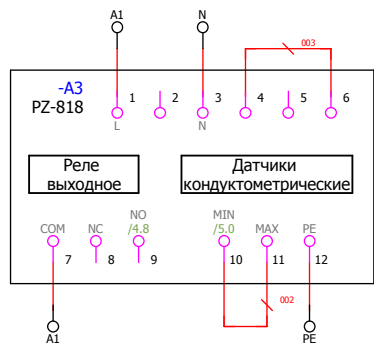 A1 N
003
-A3
PZ-818
1 2 3 4 5 6
L N
Реле
выходное
Датчики
кондуктометрические
NO MIN
COM NC /4.8 /5.0 MAX PE
7 8 9 10 11 12
002
A1 PE